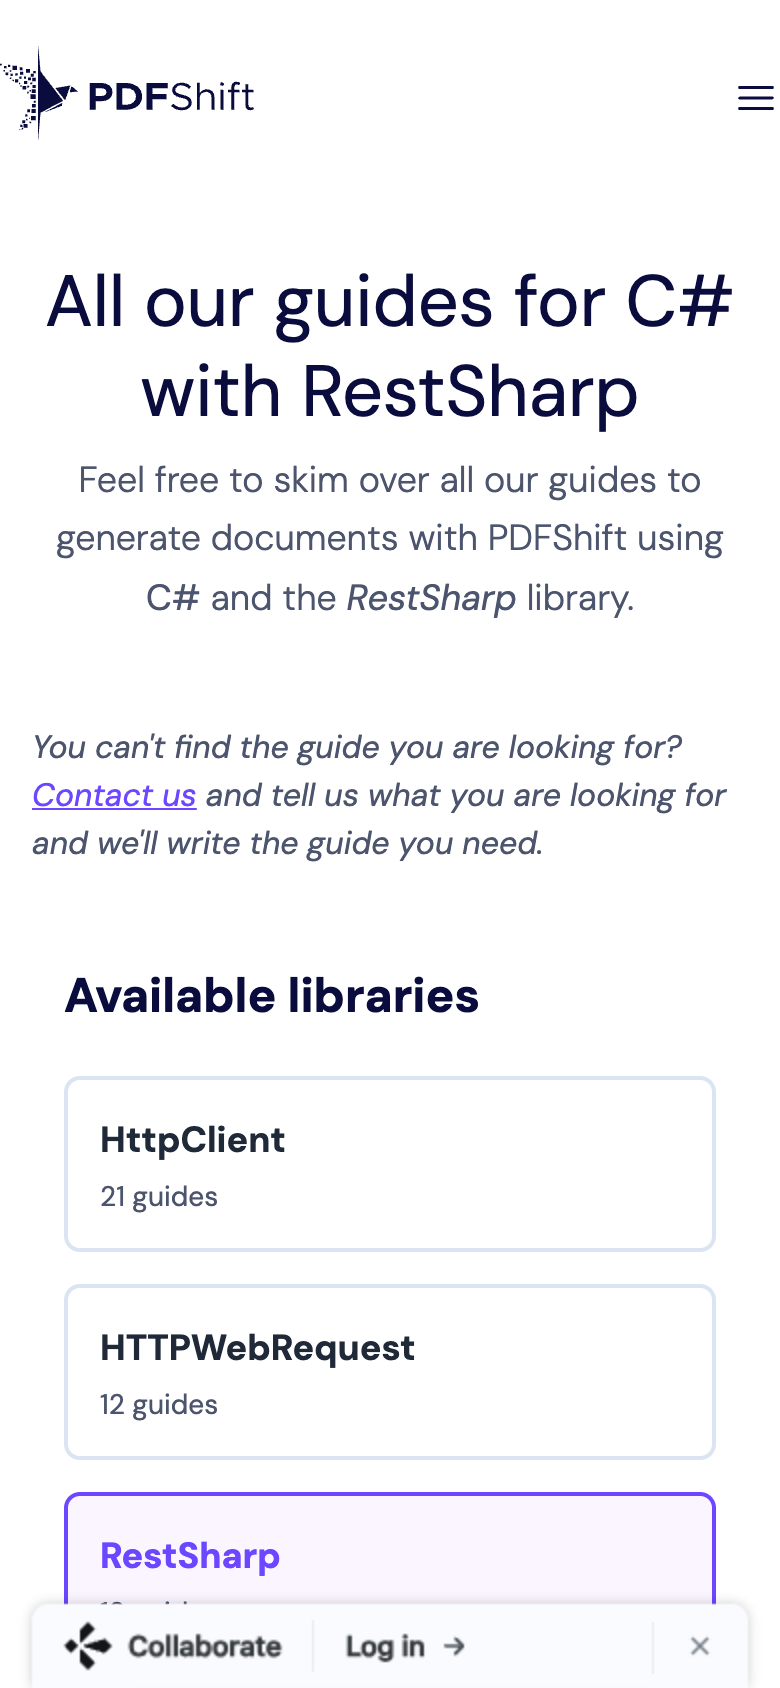 PDFShift
All our guides for C#
with RestSharp
Feel free to skim over all our guides to
generate documents with PDFShift using
C# and the RestSharp library.
You can't find the guide you are looking for?
Contact us and tell us what you are looking for
and we'll write the guide you need.
Available libraries
HttpClient
21 guides
HTTPWebRequest
12 guides
RestSharp
Collaborate
Log in →